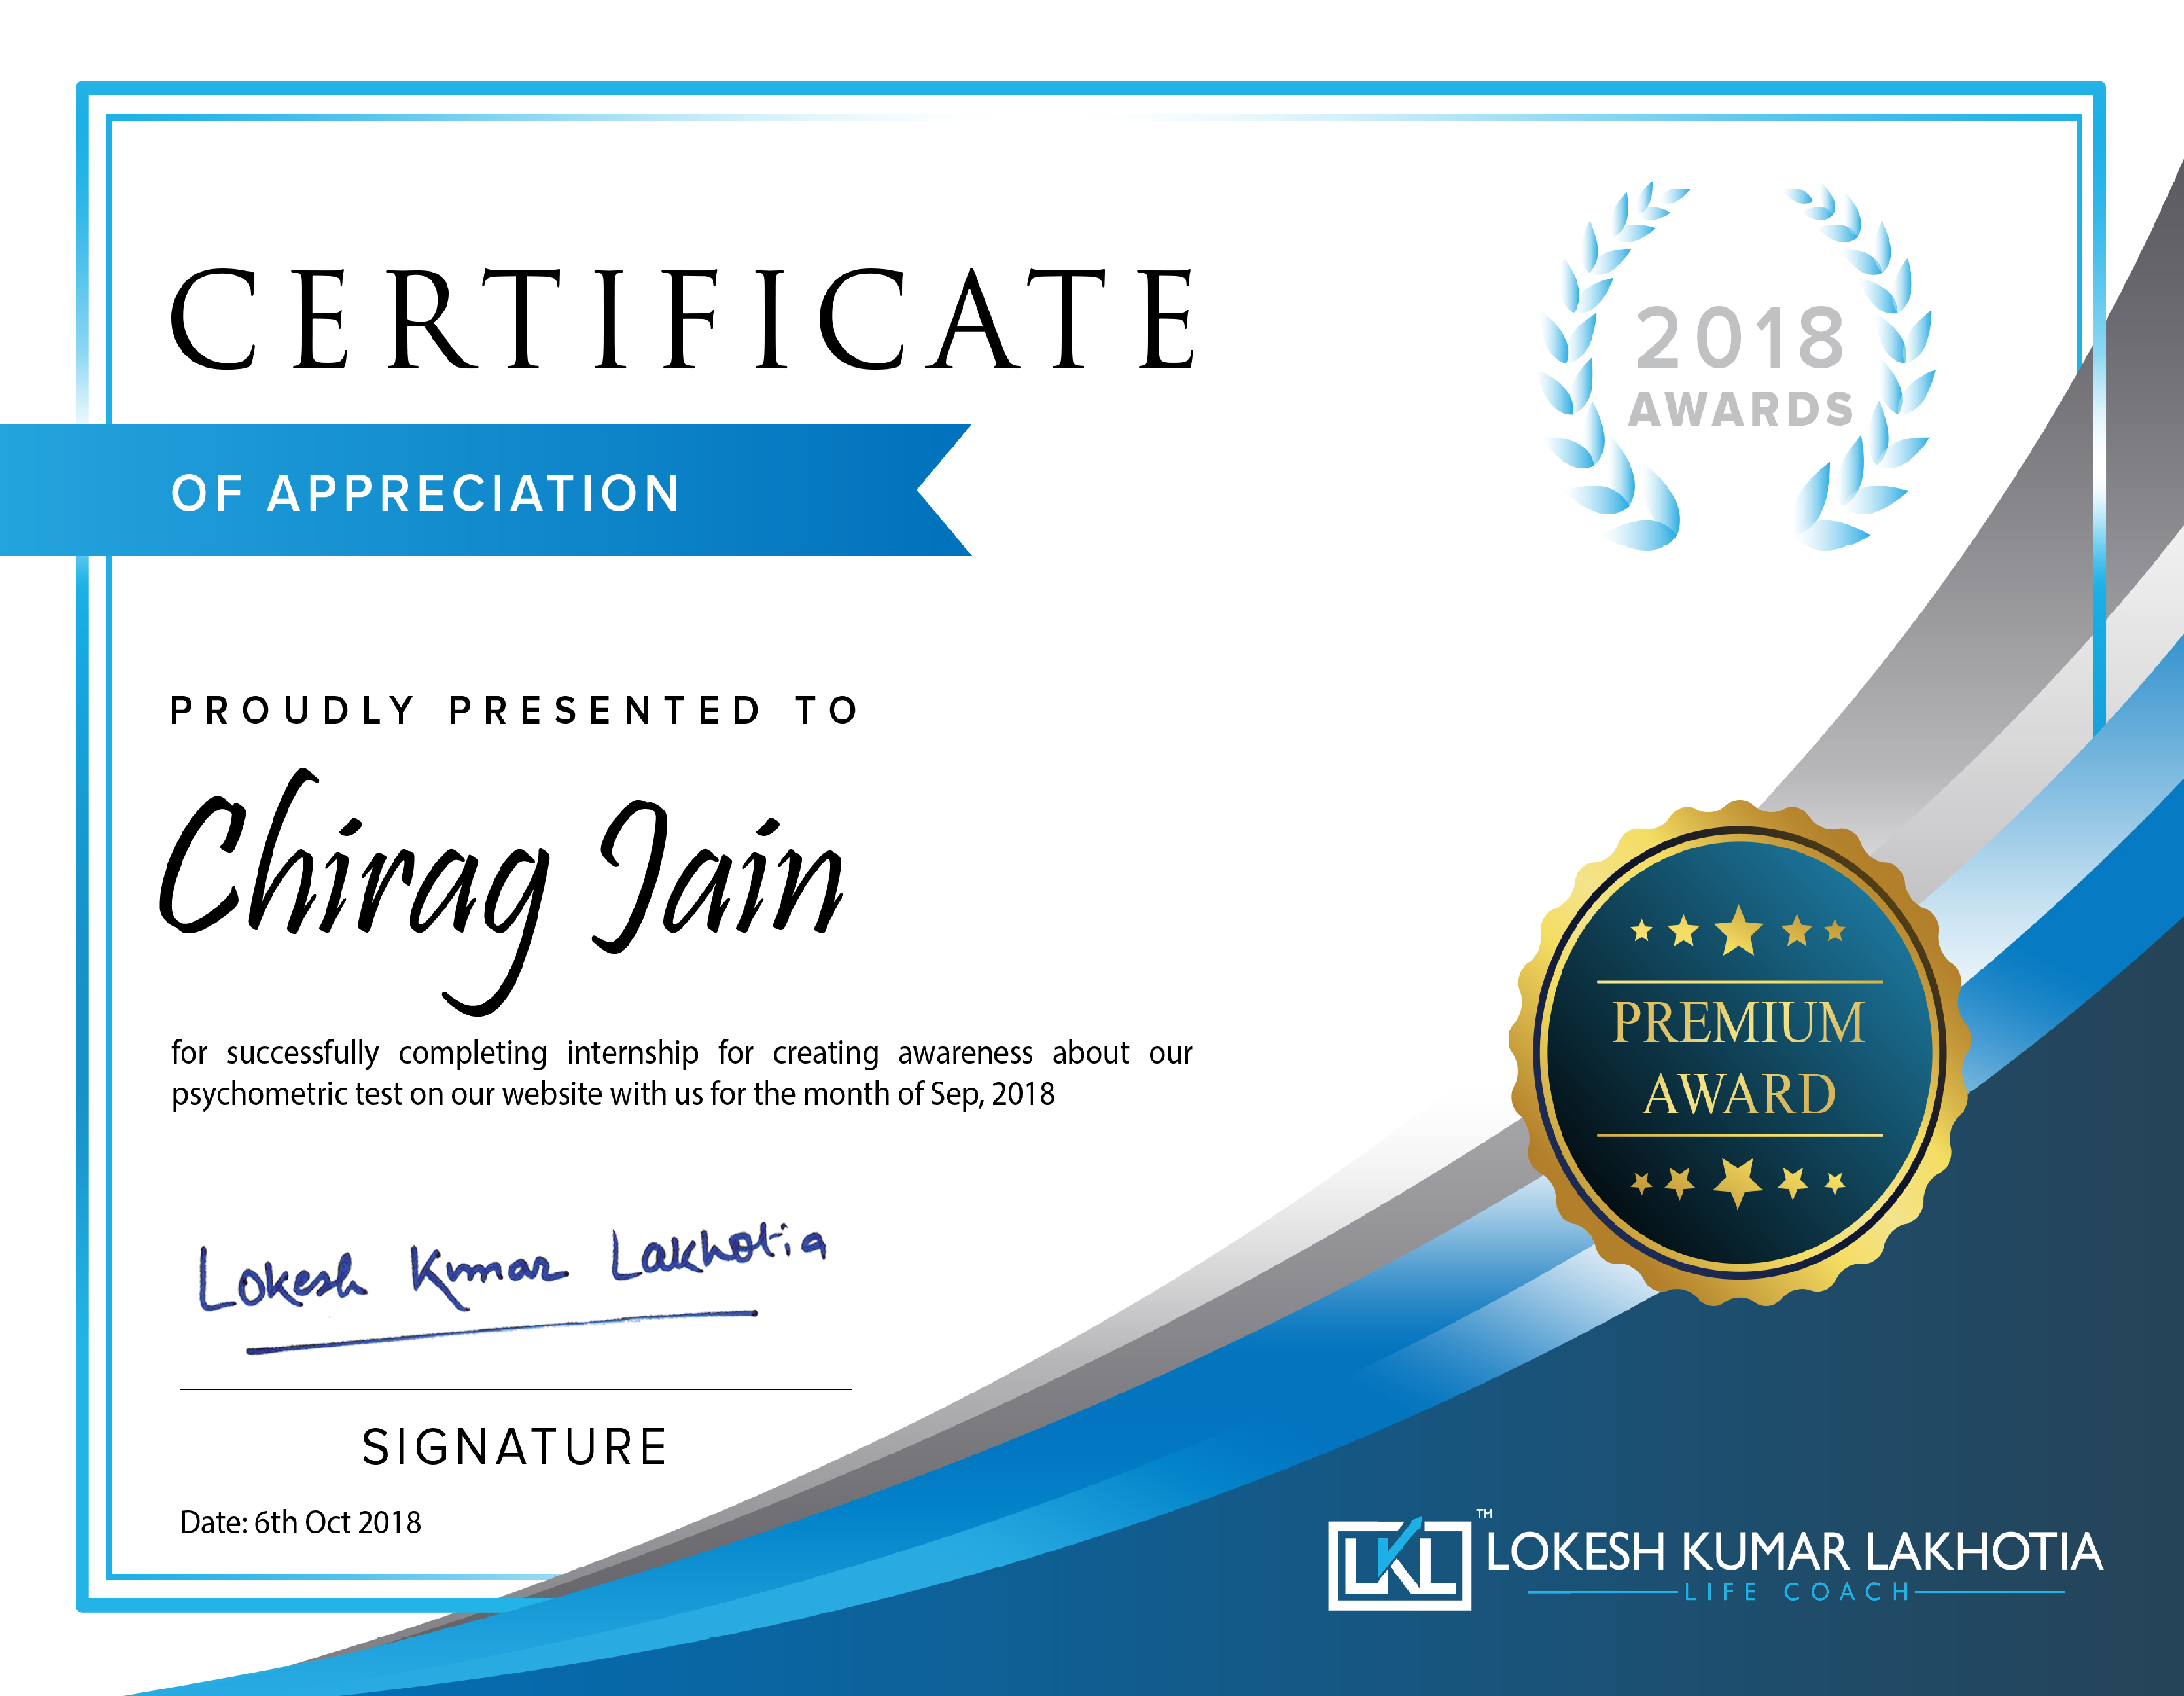 CERTIFICATE
OF APPRECIATION
2018
AWARDS
PROUDLY PRESENTED TO
Chirag Jain
for successfully completing internship for creating awareness about our
psychometric test on our website with us for the month of Sep, 2018
PREMIUM
AWARD
Lokesh Kumar Lakhotia
SIGNATURE
Date: 6th Oct 2018
LKL™
LOKESH KUMAR LAKHOTIA
LIFE COACH